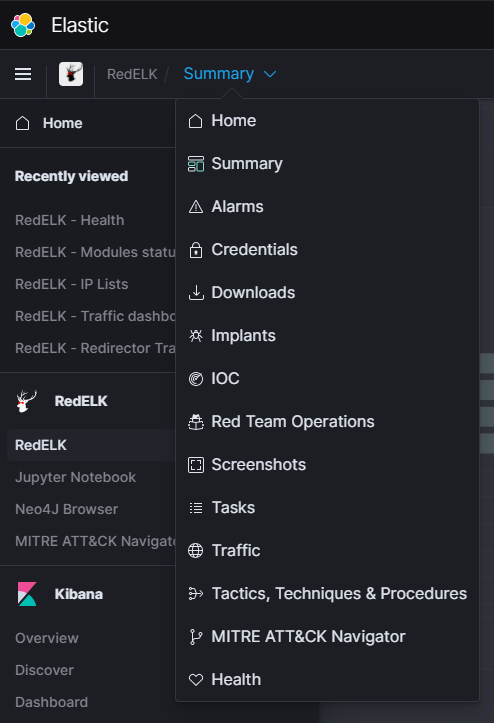 Elastic
RedELK / Summary
Home
Recently viewed
RedELK - Health
RedELK - Modules statu
RedELK - IP Lists
RedELK - Traffic dashbo
RedELK - Redirector Tra
RedELK
RedELK
Jupyter Notebook
Neo4J Browser
MITRE ATT&CK Navigato
Kibana
Overview
Discover
Dashboard
Home
Summary
Alarms
Credentials
Downloads
Implants
IOC
Red Team Operations
Screenshots
Tasks
Traffic
Tactics, Techniques & Procedures
MITRE ATT&CK Navigator
Health